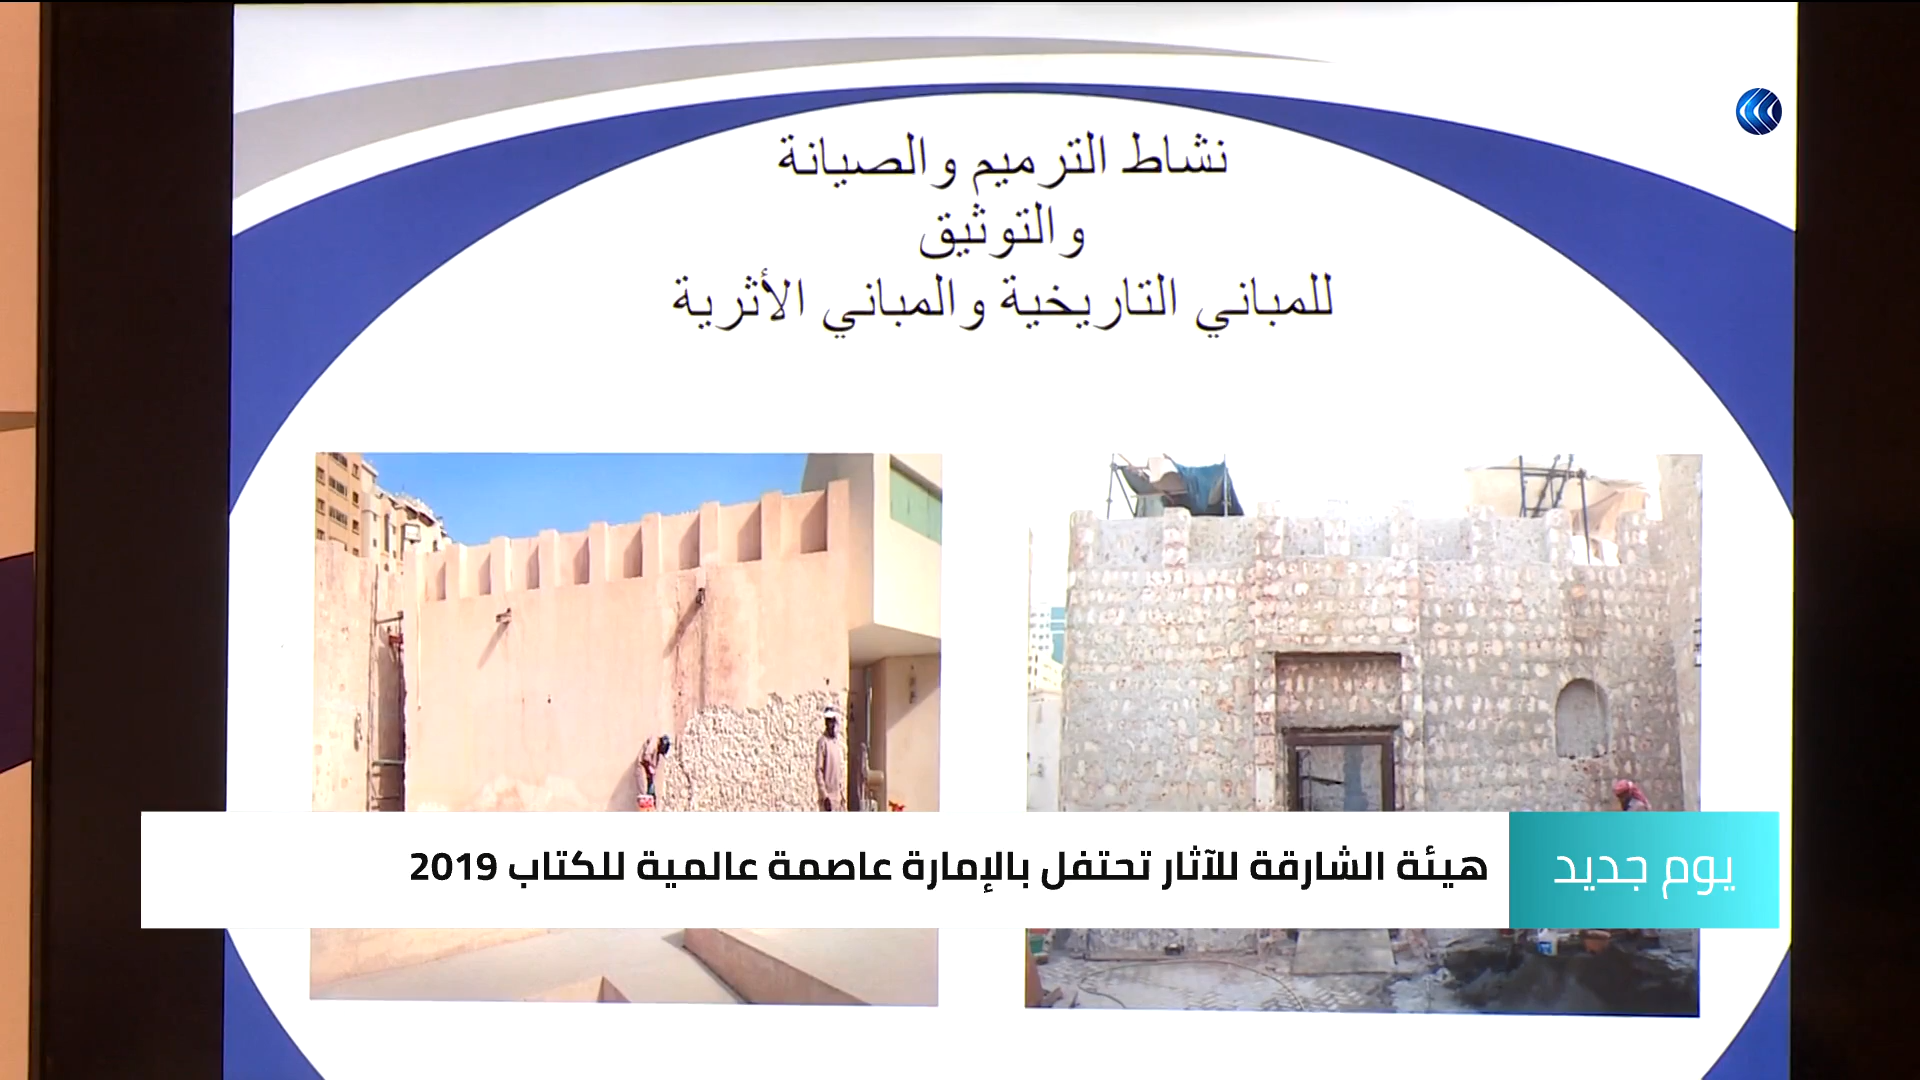 نشاط الترميم والصيانة
والتوثيق
للمباني التاريخية والمباني الأثرية
يوم جديد
هيئة الشارقة للآثار تحتفل بالإمارة عاصمة عالمية للكتاب 2019